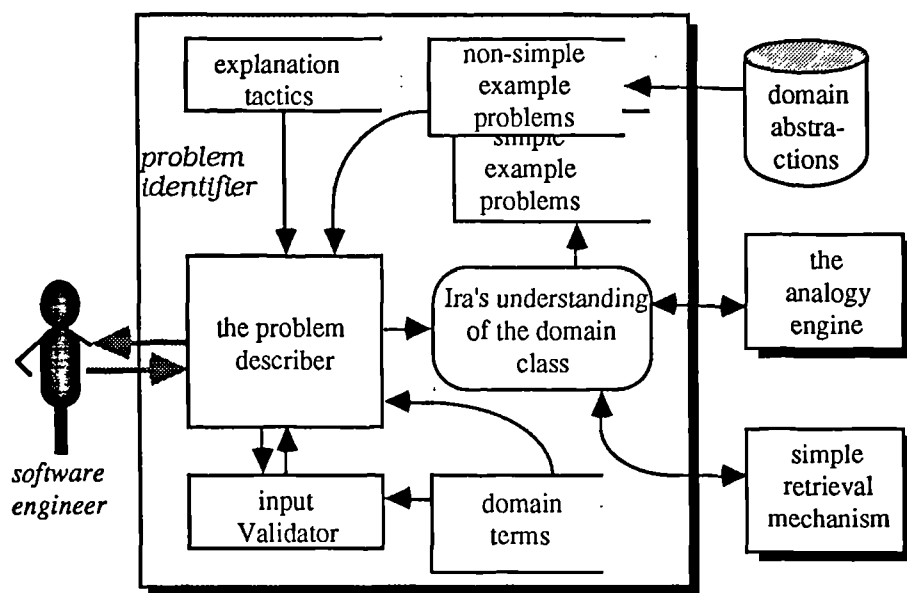 explanation
tactics
non-simple
example
problems
simple
example
problems
domain
abstra-
ctions
problem
identifier
the problem
describer
Ira's understanding
of the domain
class
the
analogy
engine
software
engineer
input
Validator
domain
terms
simple
retrieval
mechanism